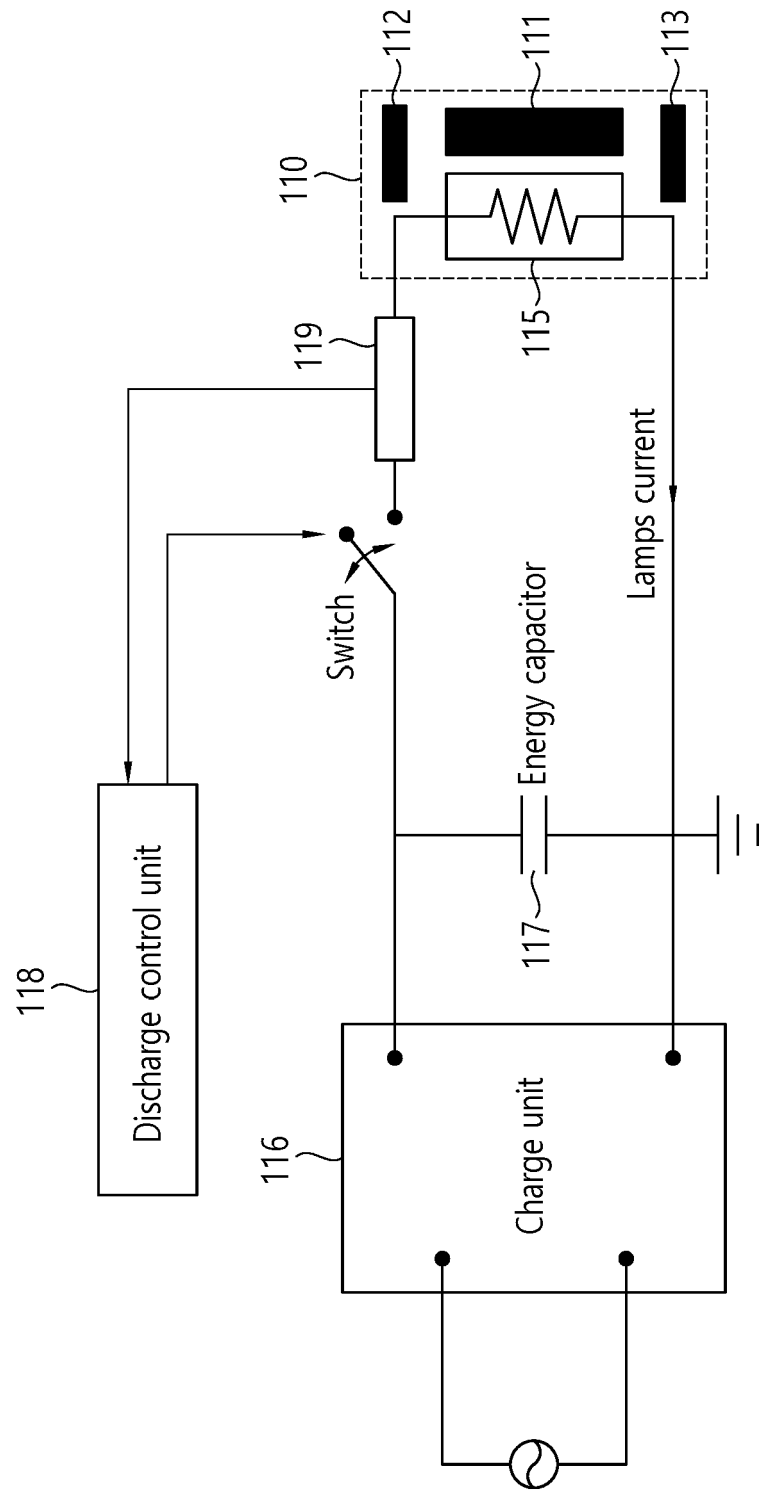 118
Discharge control unit
116
110
119
Switch
112
Charge unit
117
Energy capacitor
115
111
Lamps current
113